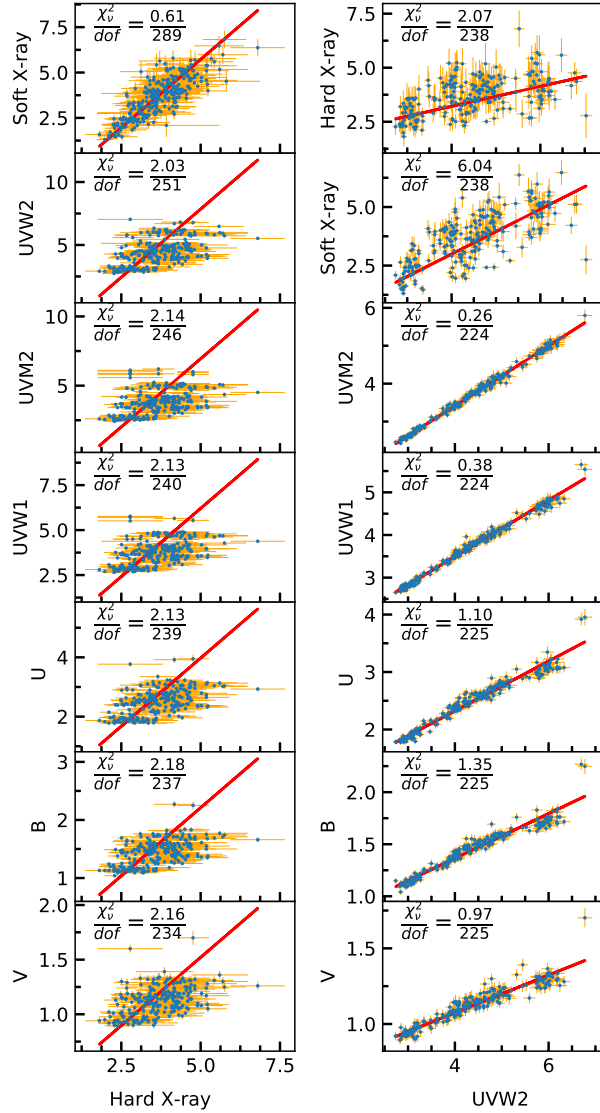 χ²ν/dof = 0.61/289
7.5
5.0
2.5
Soft X-ray
χ²ν/dof = 2.07/238
7.5
5.0
2.5
Hard X-ray
χ²ν/dof = 2.03/251
10
5
UVW2
χ²ν/dof = 6.04/238
5.0
2.5
Soft X-ray
χ²ν/dof = 2.14/246
10
5
UVM2
χ²ν/dof = 0.26/224
6
4
UVM2
χ²ν/dof = 2.13/240
7.5
5.0
2.5
UVW1
χ²ν/dof = 0.38/224
5
4
3
UVW1
χ²ν/dof = 2.13/239
4
2
U
χ²ν/dof = 1.10/225
4
3
2
U
χ²ν/dof = 2.18/237
3
2
1
B
χ²ν/dof = 1.35/225
2.0
1.5
1.0
B
χ²ν/dof = 2.16/234
2.0
1.5
1.0
V
χ²ν/dof = 0.97/225
1.5
1.0
V
2.5 5.0 7.5
Hard X-ray
4 6
UVW2